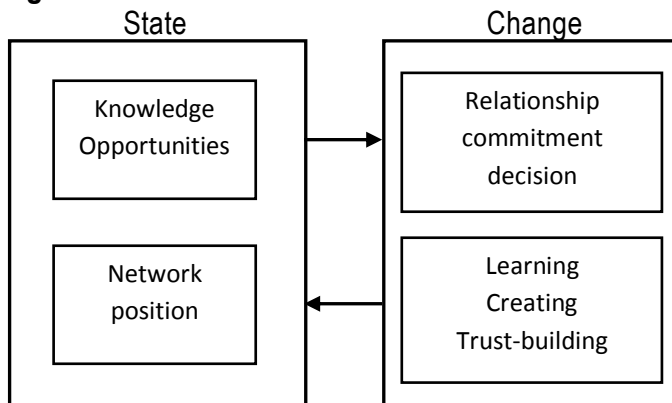 State
Change
Knowledge
Opportunities
Network
position
Relationship
commitment
decision
Learning
Creating
Trust-building